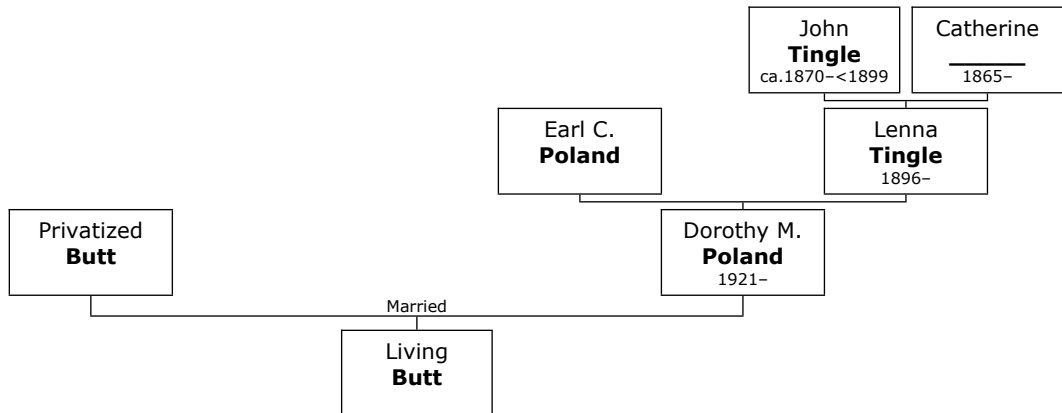 John
Tingle
ca.1870–<1899
Catherine
______
1865–
Earl C.
Poland
Lenna
Tingle
1896–
Privatized
Butt
Dorothy M.
Poland
1921–
Married
Living
Butt